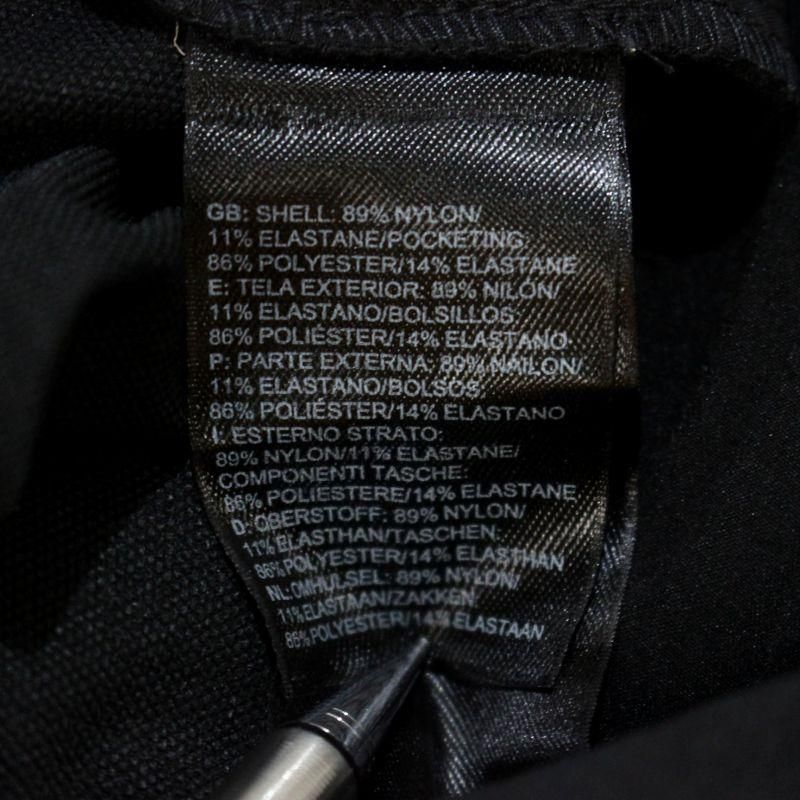 GB: SHELL: 89% NYLON/
11% ELASTANE/POCKETING:
86% POLYESTER/14% ELASTANE
E: TELA EXTERIOR: 89% NILÓN/
11% ELASTANO/BOLSILLOS:
86% POLIÉSTER/14% ELASTANO
P: PARTE EXTERNA: 89% NAILON/
11% ELASTANO/BOLSOS:
86% POLIÉSTER/14% ELASTANO
I: ESTERNO STRATO:
89% NYLON/11% ELASTANE/
COMPONENTI TASCHE:
86% POLIESTERE/14% ELASTANE
D: OBERSTOFF: 89% NYLON/
11% ELASTHAN/TASCHEN:
86% POLYESTER/14% ELASTHAN
NL: OMHULSEL: 89% NYLON/
11% ELASTAAN/ZAKKEN:
86% POLYESTER/14% ELASTAAN